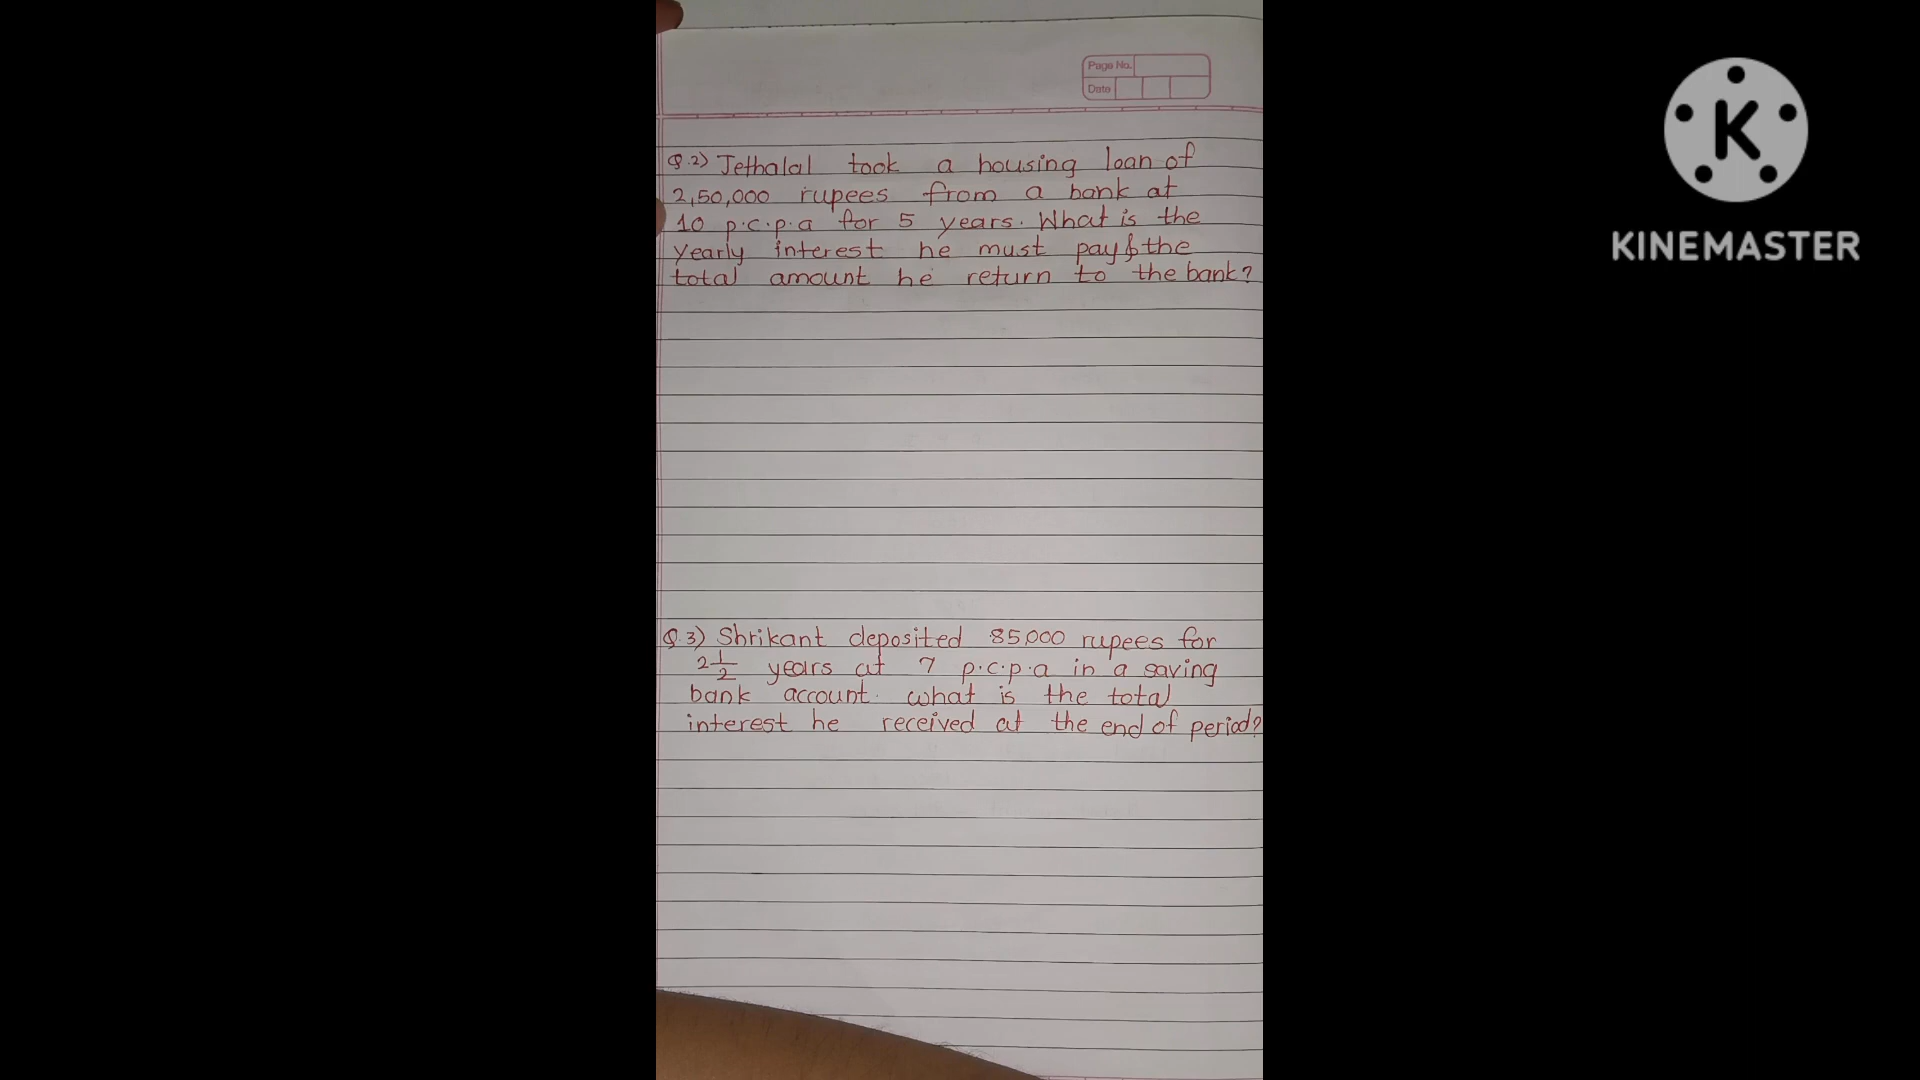 Page No.
Date
Q.2) Jethalal took a housing loan of
2,50,000 rupees from a bank at
10 p.c.p.a for 5 years. What is the
yearly interest he must pay & the
total amount he return to the bank?
Q.3) Shrikant deposited 85000 rupees for
2 1/2 years at 7 p.c.p.a in a saving
bank account. what is the total
interest he received at the end of period?
K
KINEMASTER